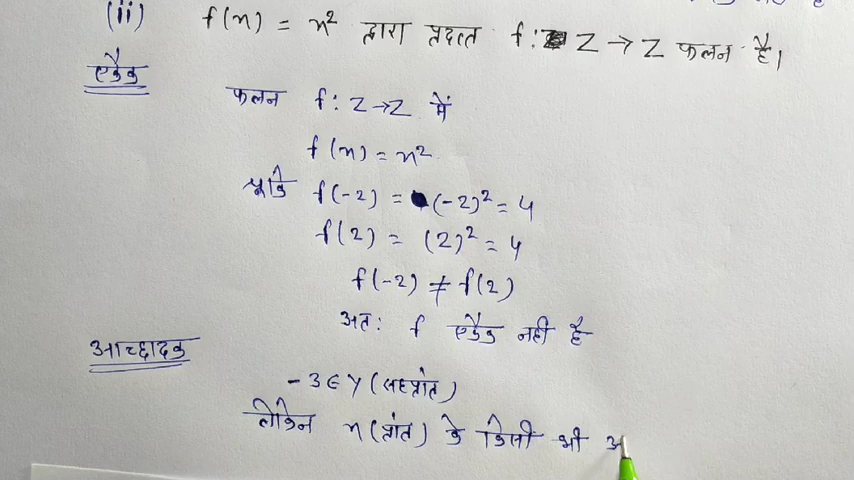 (ii) f(x) = x² द्वारा प्रदत्त f: Z → Z फलन है।
एकैक
फलन f: Z → Z में
f(x) = x²
चूंकि f(-2) = (-2)² = 4
f(2) = (2)² = 4
f(-2) ≠ f(2)
अतः f एकैक नहीं है
आच्छादक
-3 ∈ Y (सहप्रांत)
लेकिन x (प्रांत) के किसी भी अ